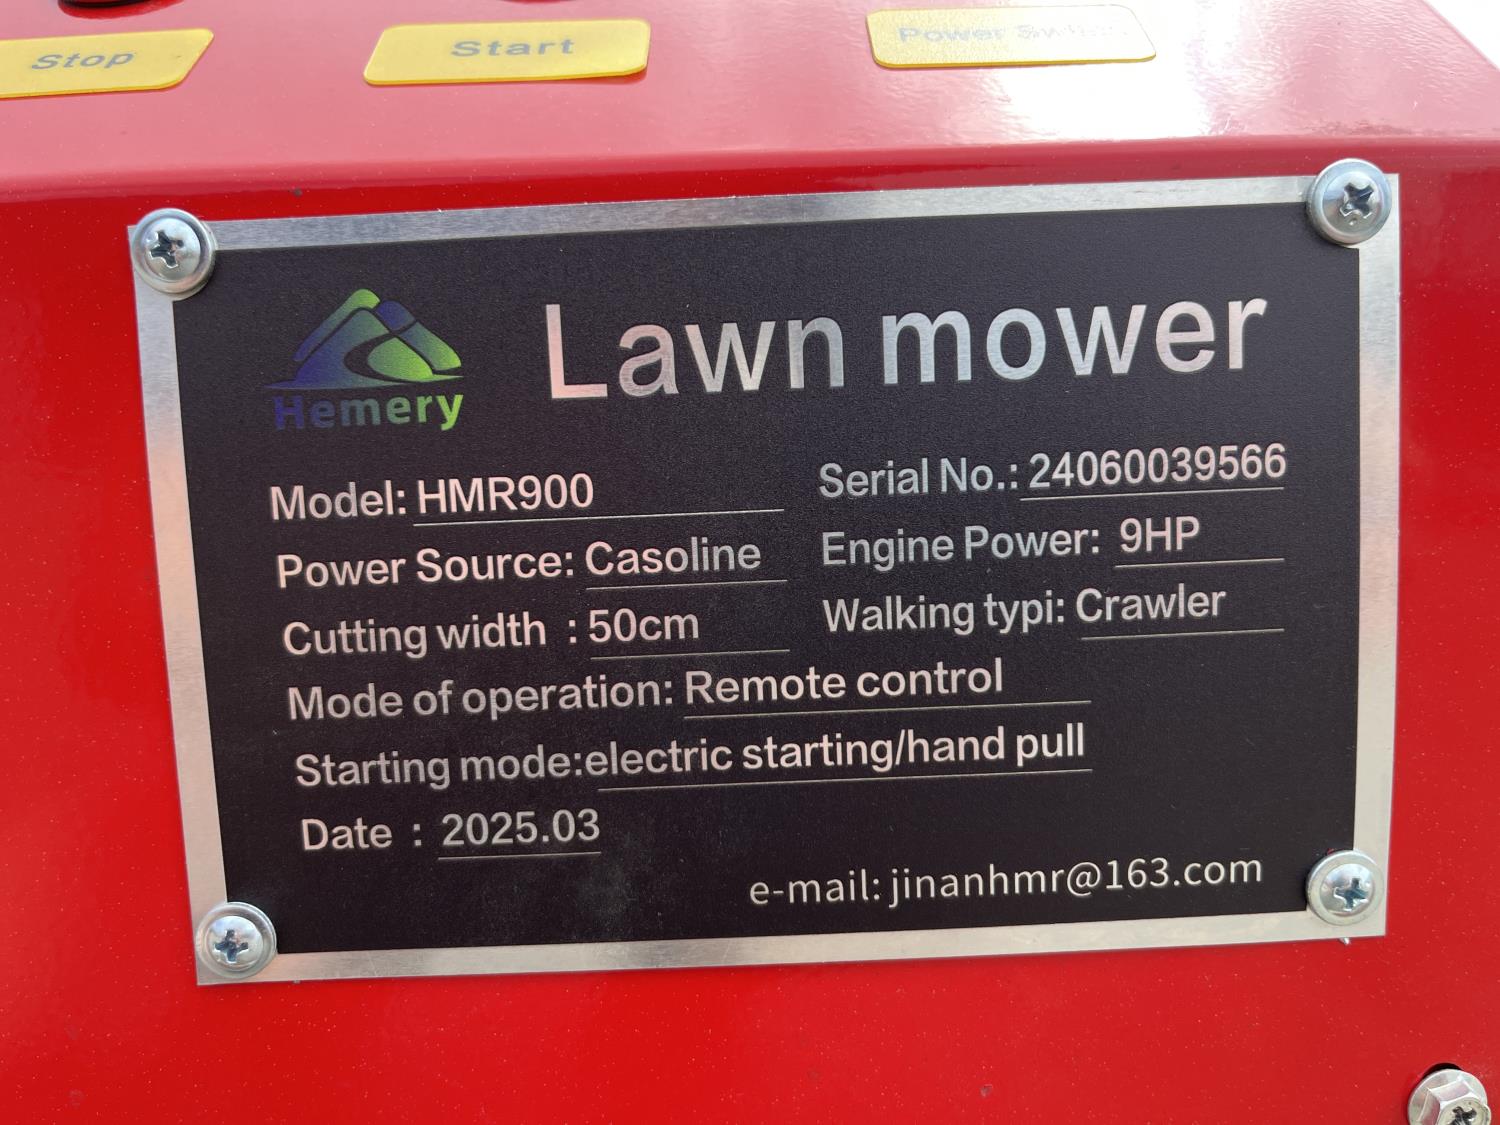 Stop
Start
Power Switch
Hemery
Lawn mower
Model: HMR900
Serial No.: 24060039566
Power Source: Casoline
Engine Power: 9HP
Cutting width : 50cm
Walking typi: Crawler
Mode of operation: Remote control
Starting mode:electric starting/hand pull
Date : 2025.03
e-mail: jinanhmr@163.com